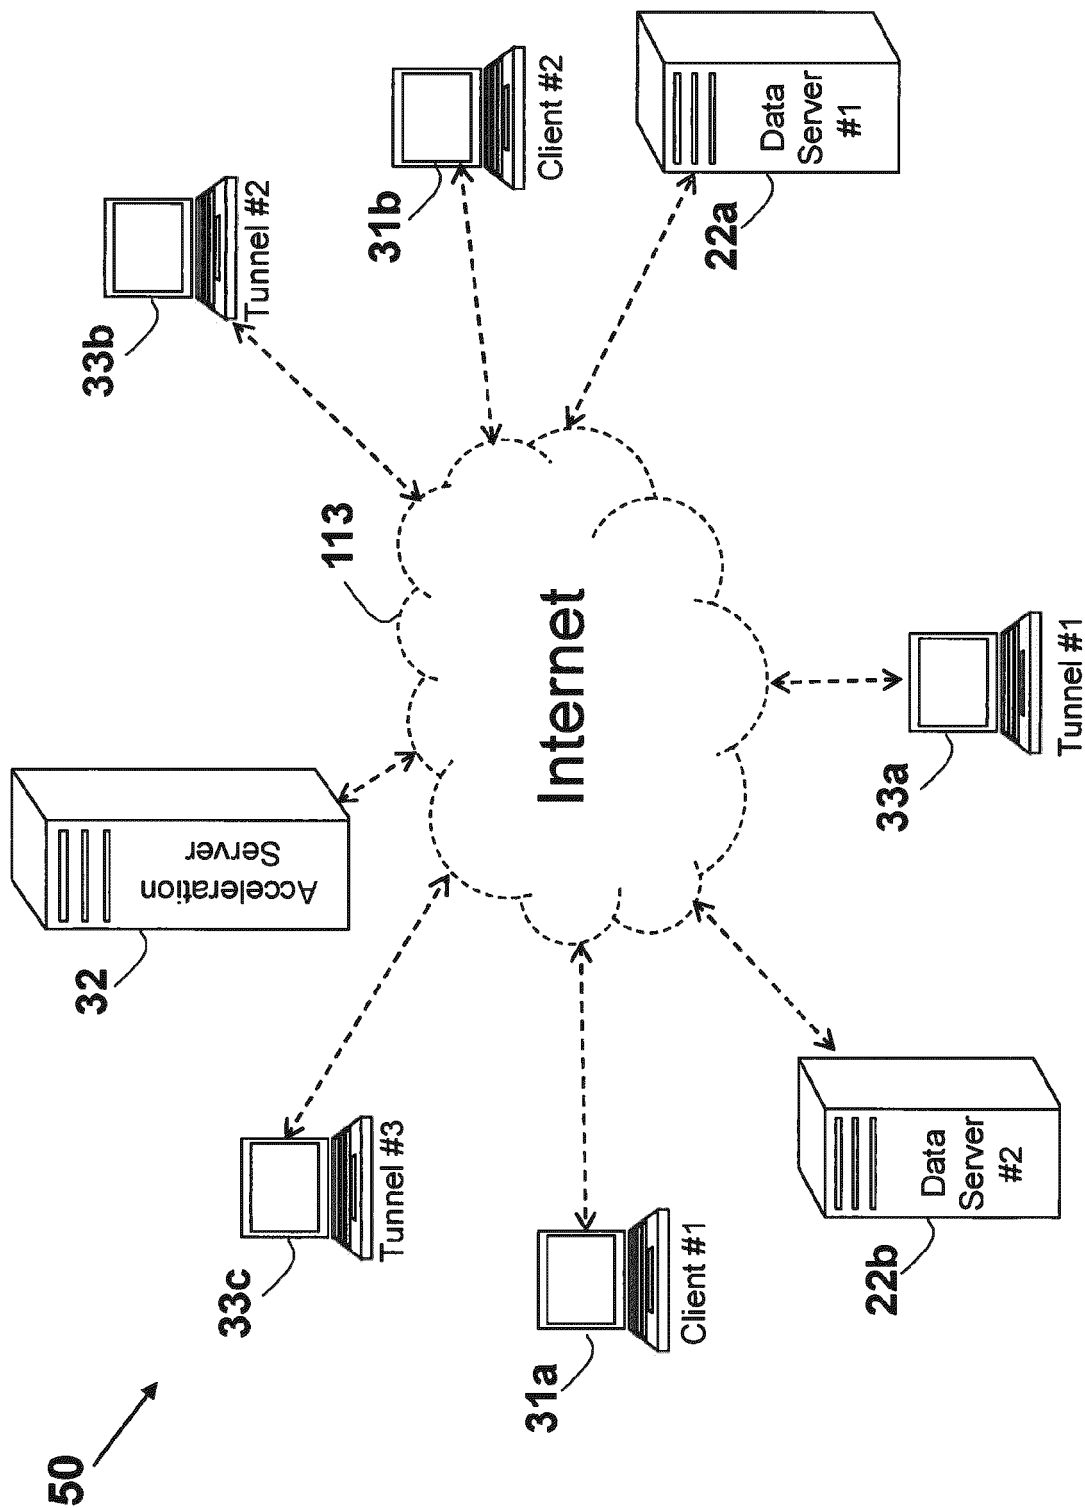 50
32
Acceleration
Server
33b
Tunnel #2
33c
Tunnel #3
113
31b
Client #2
31a
Client #1
Internet
22a
Data
Server
#1
22b
Data
Server
#2
33a
Tunnel #1